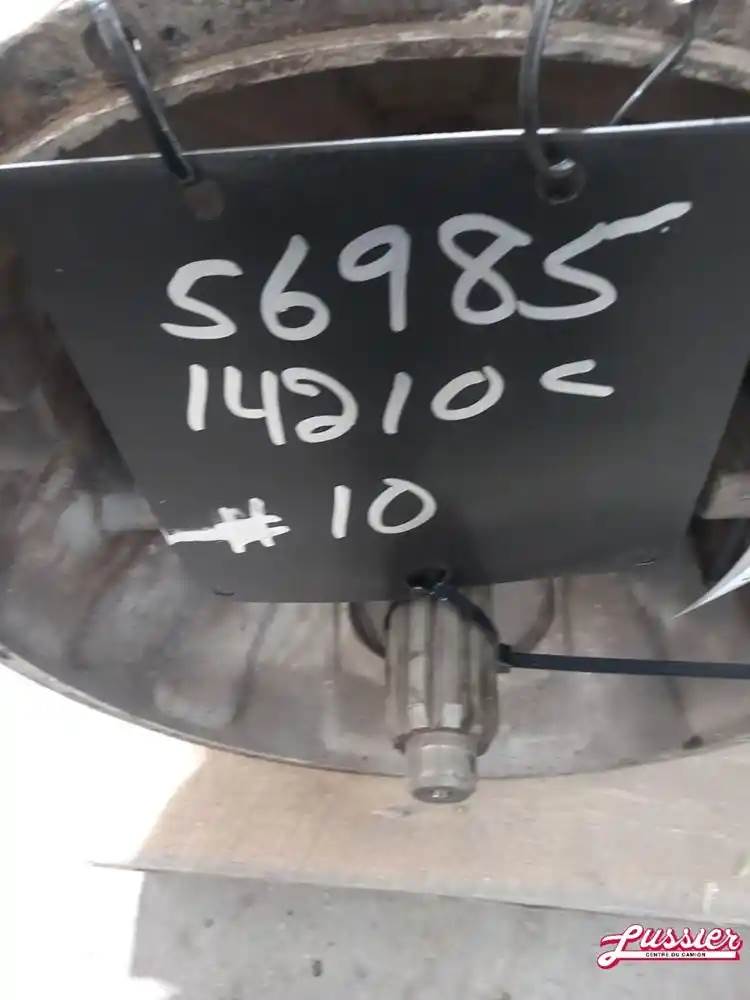 56985
14210C
# 10
Lussier
CENTRE DU CAMION